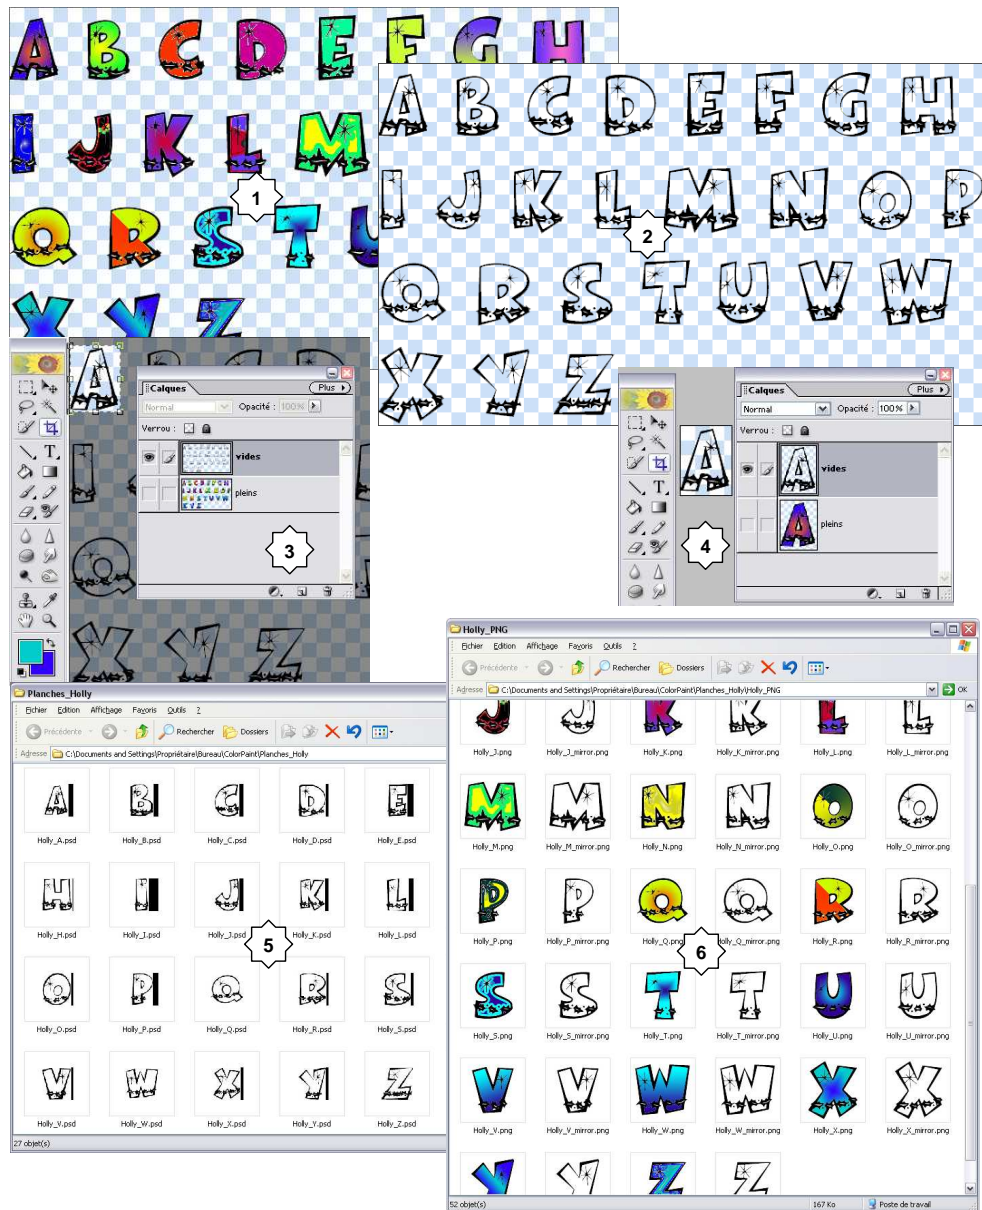 A B C D E F G H
I J K L M
1
Q R S T U
X Y Z
A B C D E F G H
I J K L M N O P
2
Q R S T U V W
X Y Z
A
Calques
Plus
Normal
Opacité : 100%
Verrou :
vides
pleins
3
I
Q
X Y Z
Calques
Plus
Normal
Opacité : 100%
Verrou :
A
A vides
A pleins
4
Planches_Holly
Fichier Edition Affichage Favoris Outils ?
Précédente Rechercher Dossiers
Adresse C:\Documents and Settings\Propriétaire\Bureau\ColorPaint\Planches_Holly
A B C D E
Holly_A.psd Holly_B.psd Holly_C.psd Holly_D.psd Holly_E.psd
H I J K L
Holly_H.psd Holly_I.psd Holly_J.psd Holly_K.psd Holly_L.psd
5
O P Q R S
Holly_O.psd Holly_P.psd Holly_Q.psd Holly_R.psd Holly_S.psd
V W X Y Z
Holly_V.psd Holly_W.psd Holly_X.psd Holly_Y.psd Holly_Z.psd
27 objet(s)
Holly_PNG
Fichier Edition Affichage Favoris Outils ?
Précédente Rechercher Dossiers
Adresse C:\Documents and Settings\Propriétaire\Bureau\ColorPaint\Planches_Holly\Holly_PNG OK
J J K K L L
Holly_J.png Holly_J_mirror.png Holly_K.png Holly_K_mirror.png Holly_L.png Holly_L_mirror.png
M M N N O O
Holly_M.png Holly_M_mirror.png Holly_N.png Holly_N_mirror.png Holly_O.png Holly_O_mirror.png
P P Q Q R R
Holly_P.png Holly_P_mirror.png Holly_Q.png Holly_Q_mirror.png Holly_R.png Holly_R_mirror.png
6
S S T T U U
Holly_S.png Holly_S_mirror.png Holly_T.png Holly_T_mirror.png Holly_U.png Holly_U_mirror.png
V V W W X X
Holly_V.png Holly_V_mirror.png Holly_W.png Holly_W_mirror.png Holly_X.png Holly_X_mirror.png
Y Y Z Z
52 objet(s) 167 Ko Poste de travail